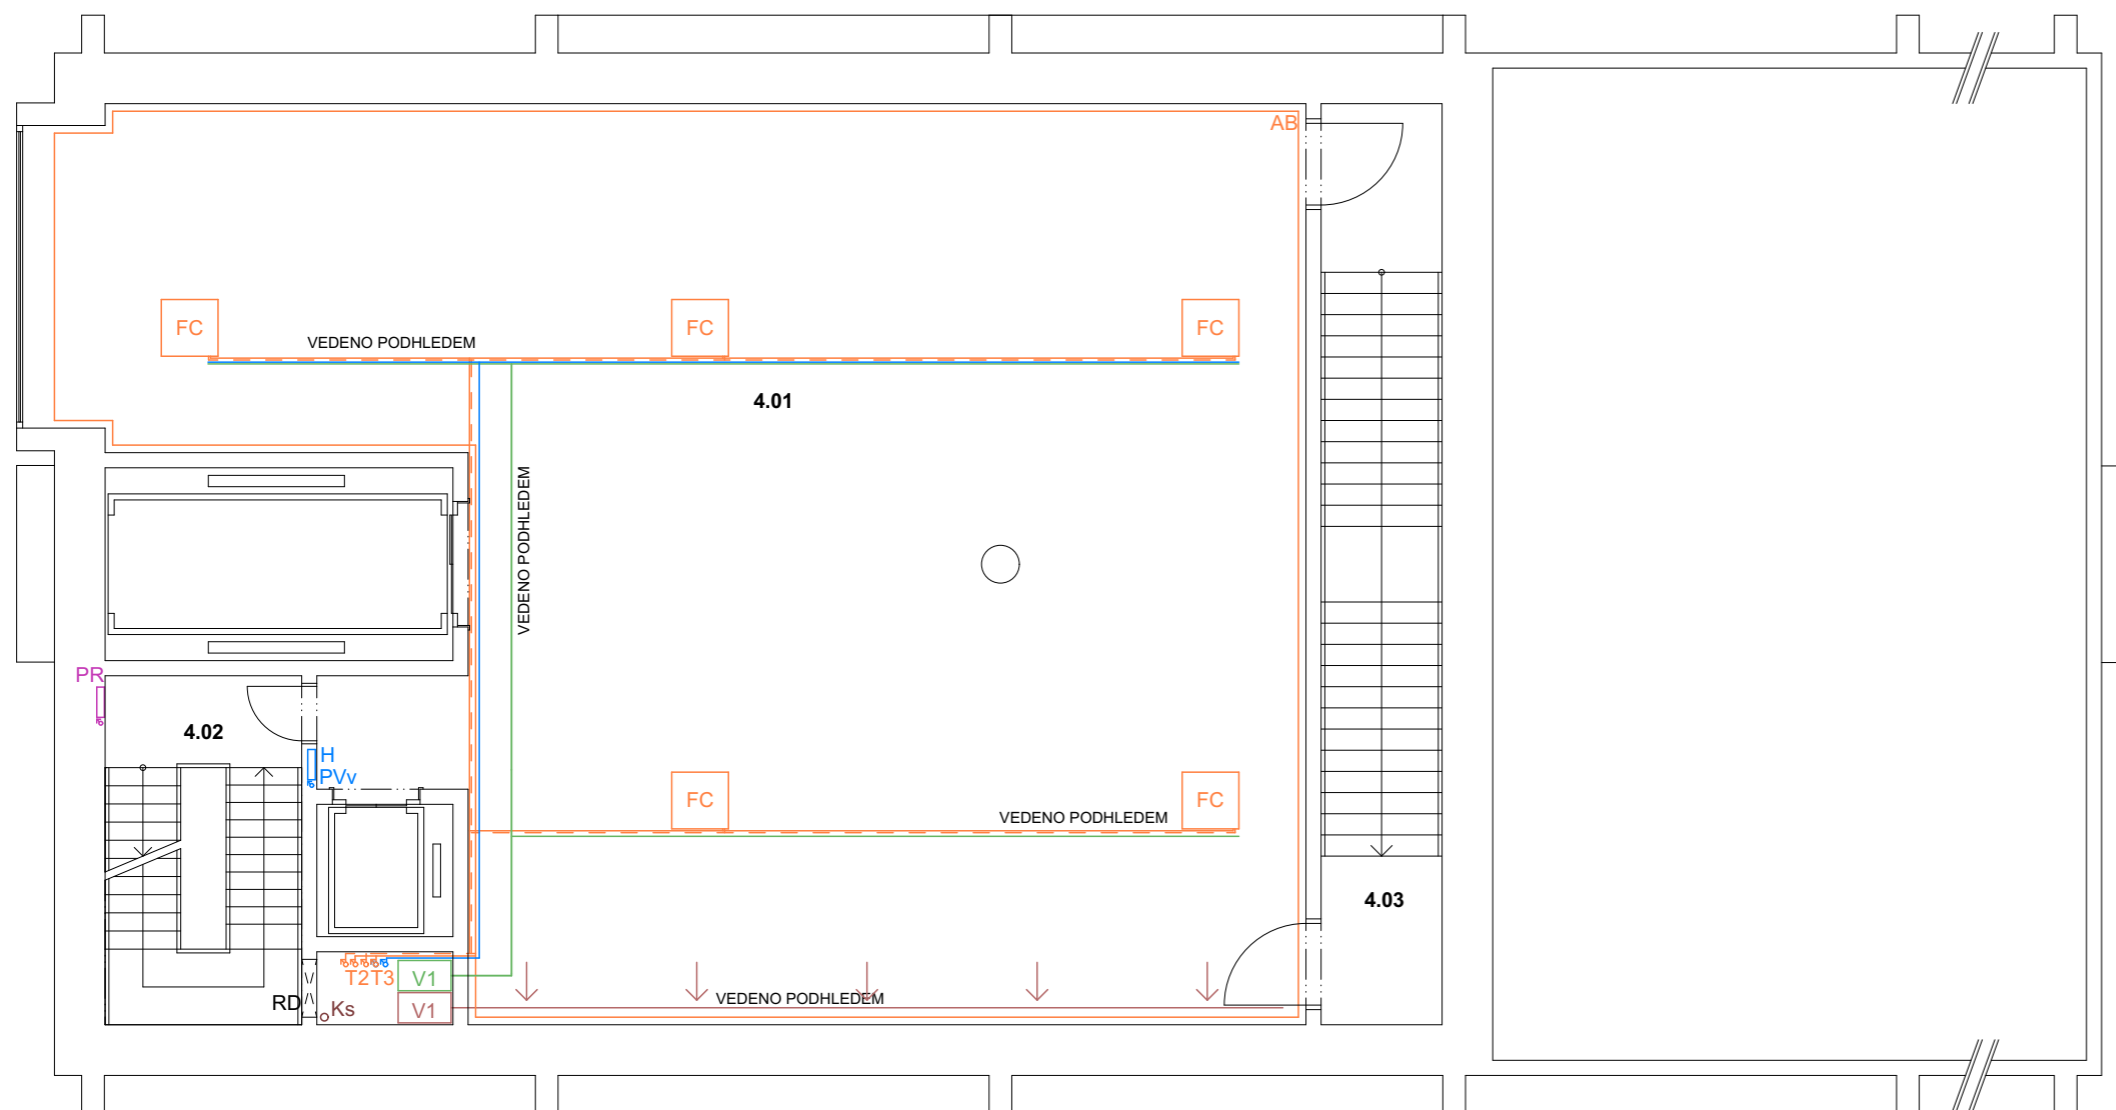 AB
FC
FC
FC
VEDENO PODHLEDEM
4.01
VEDENO PODHLEDEM
PR
4.02
H
PVv
FC
FC
VEDENO PODHLEDEM
4.03
T2T3
V1
RD
Ks
V1
VEDENO PODHLEDEM